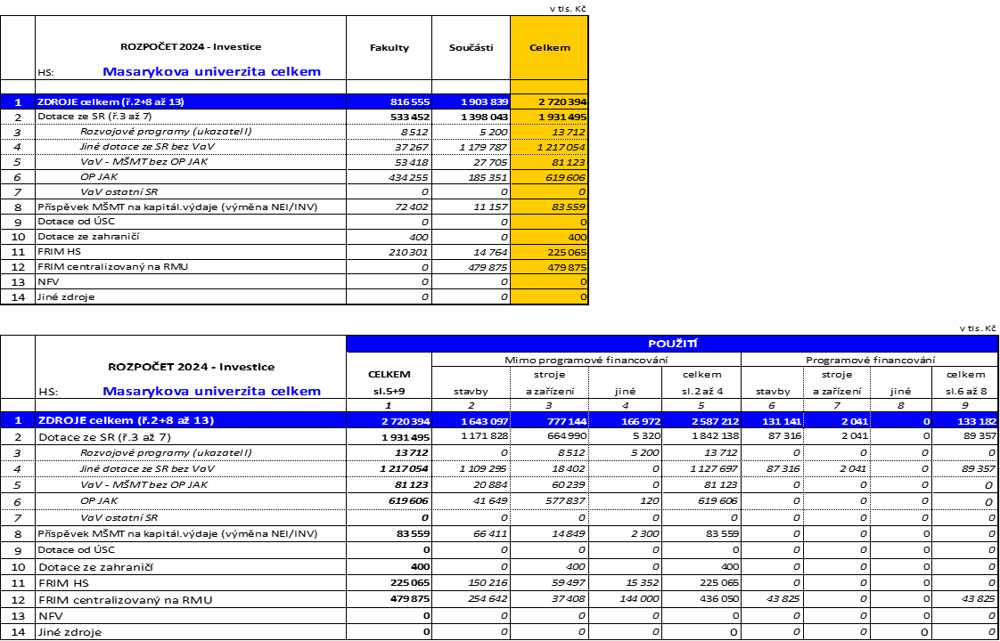 v tis. Kč
ROZPOČET 2024 - Investice Fakulty Součásti Celkem
HS: Masarykova univerzita celkem
1 ZDROJE celkem (ř.2+8 až 13) 816 555 1 903 839 2 720 394
2 Dotace ze SR (ř.3 až 7) 533 452 1 398 043 1 931 495
3 Rozvojové programy (ukazatel I) 8 512 5 200 13 712
4 Jiné dotace ze SR bez VaV 37 267 1 179 787 1 217 054
5 VaV - MŠMT bez OP JAK 53 418 27 705 81 123
6 OP JAK 434 255 185 351 619 606
7 VaV ostatní SR 0 0 0
8 Příspěvek MŠMT na kapitál.výdaje (výměna NEI/INV) 72 402 11 157 83 559
9 Dotace od ÚSC 0 0 0
10 Dotace ze zahraničí 400 0 400
11 FRIM HS 210 301 14 764 225 065
12 FRIM centralizovaný na RMU 0 479 875 479 875
13 NFV 0 0 0
14 Jiné zdroje 0 0 0
v tis. Kč
POUŽITÍ
ROZPOČET 2024 - Investice Mimo programové financování Programové financování
CELKEM stroje celkem stroje celkem
HS: Masarykova univerzita celkem sl.5+9 stavby a zařízení jiné sl.2 až 4 stavby a zařízení jiné sl.6 až 8
1 2 3 4 5 6 7 8 9
1 ZDROJE celkem (ř.2+8 až 13) 2 720 394 1 643 097 777 144 166 972 2 587 212 131 141 2 041 0 133 182
2 Dotace ze SR (ř.3 až 7) 1 931 495 1 171 828 664 990 5 320 1 842 138 87 316 2 041 0 89 357
3 Rozvojové programy (ukazatel I) 13 712 0 8 512 5 200 13 712 0 0 0 0
4 Jiné dotace ze SR bez VaV 1 217 054 1 109 295 18 402 0 1 127 697 87 316 2 041 0 89 357
5 VaV - MŠMT bez OP JAK 81 123 20 884 60 239 0 81 123 0 0 0 0
6 OP JAK 619 606 41 649 577 837 120 619 606 0 0 0 0
7 VaV ostatní SR 0 0 0 0 0 0 0 0 0
8 Příspěvek MŠMT na kapitál.výdaje (výměna NEI/INV) 83 559 66 411 14 849 2 300 83 559 0 0 0 0
9 Dotace od ÚSC 0 0 0 0 0 0 0 0 0
10 Dotace ze zahraničí 400 0 400 0 400 0 0 0 0
11 FRIM HS 225 065 150 216 59 497 15 352 225 065 0 0 0 0
12 FRIM centralizovaný na RMU 479 875 254 642 37 408 144 000 436 050 43 825 0 0 43 825
13 NFV 0 0 0 0 0 0 0 0 0
14 Jiné zdroje 0 0 0 0 0 0 0 0 0